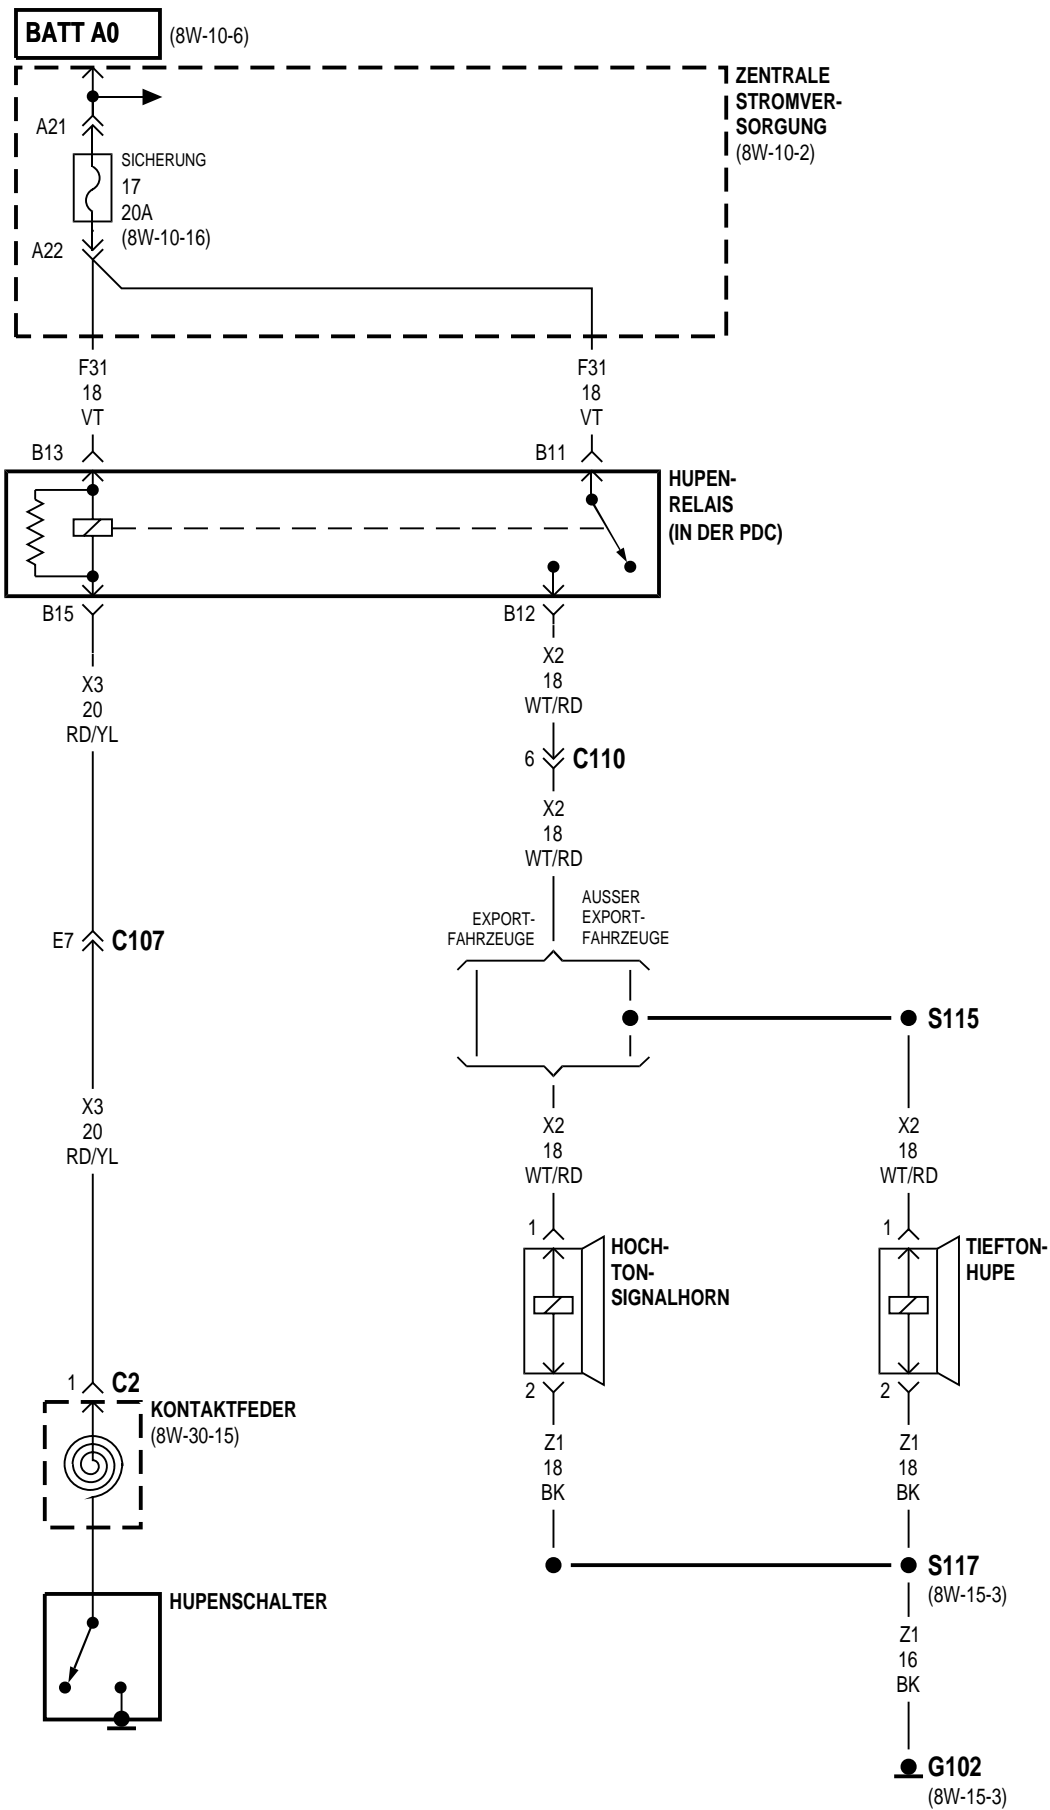 BATT A0
(8W-10-6)
ZENTRALE
STROMVER-
SORGUNG
(8W-10-2)
A21
SICHERUNG
17
20A
(8W-10-16)
A22
F31
18
VT
F31
18
VT
B13
B11
HUPEN-
RELAIS
(IN DER PDC)
B15
B12
X3
20
RD/YL
X2
18
WT/RD
6
C110
X2
18
WT/RD
EXPORT-
FAHRZEUGE
AUSSER
EXPORT-
FAHRZEUGE
E7
C107
S115
X3
20
RD/YL
X2
18
WT/RD
X2
18
WT/RD
1
HOCH-
TON-
SIGNALHORN
2
1
TIEFTON-
HUPE
2
1
C2
KONTAKTFEDER
(8W-30-15)
Z1
18
BK
Z1
18
BK
S117
(8W-15-3)
HUPENSCHALTER
Z1
16
BK
G102
(8W-15-3)